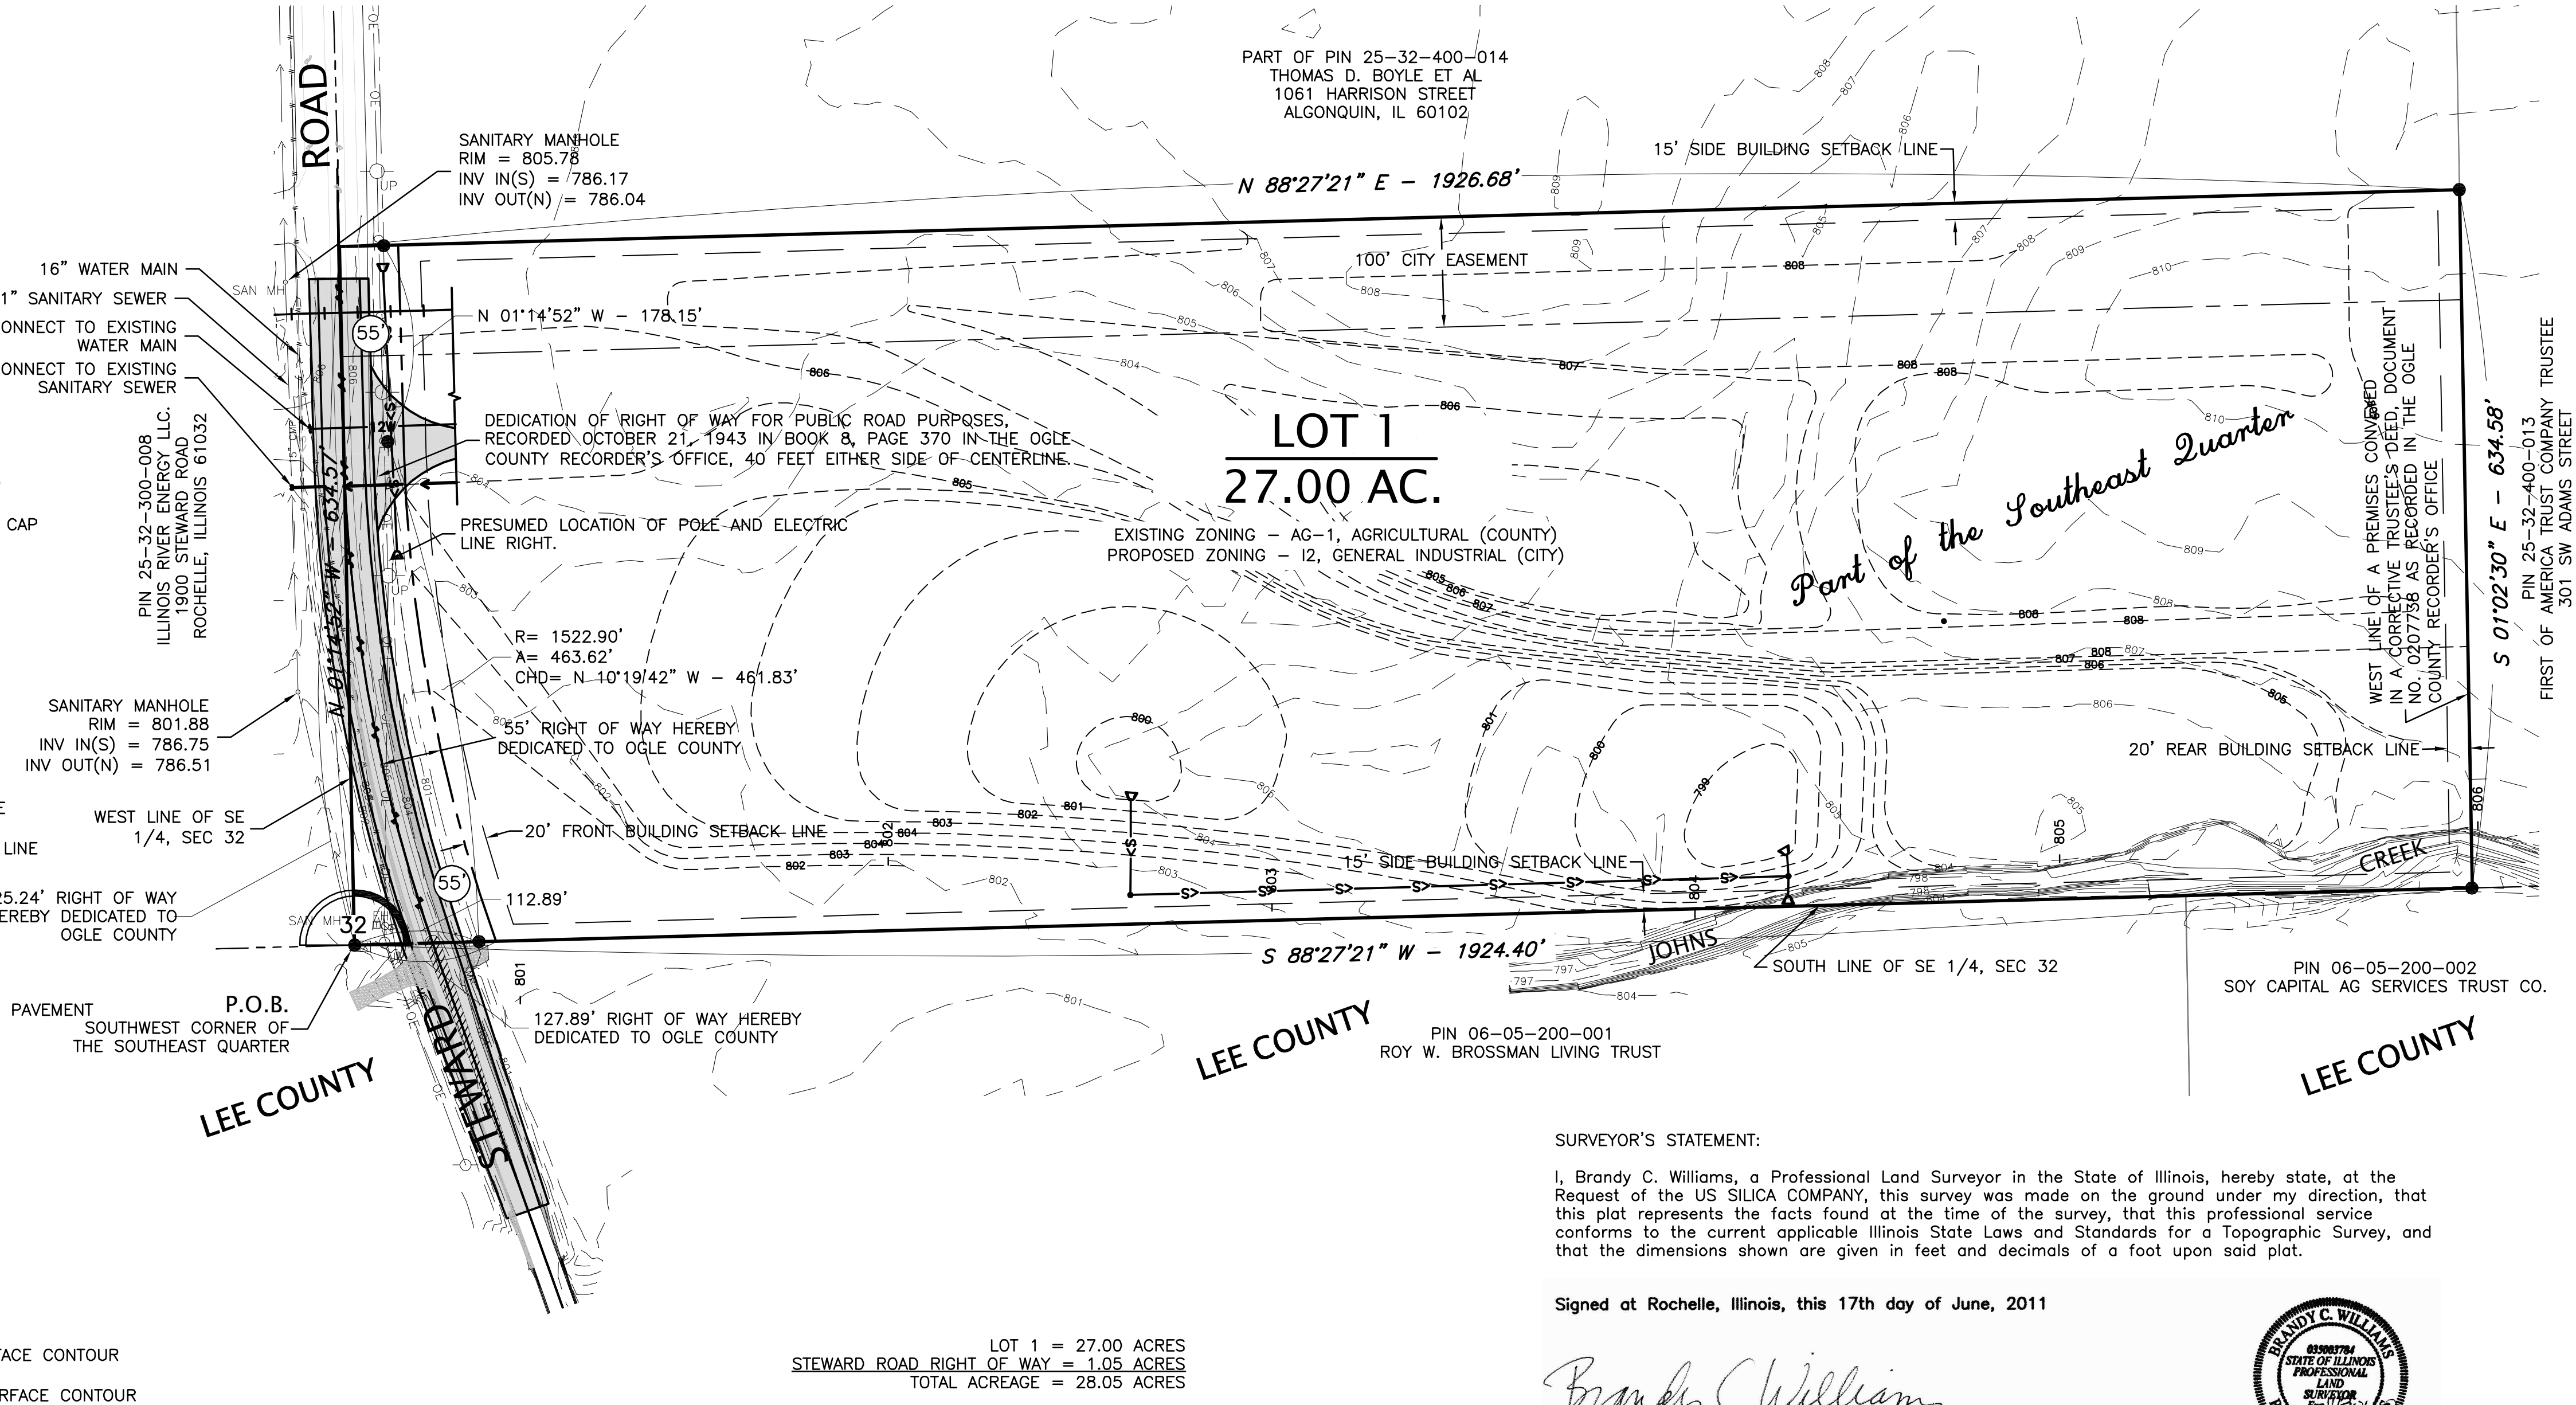 PART OF PIN 25-32-400-014
THOMAS D. BOYLE ET AL
1061 HARRISON STREET
ALGONQUIN, IL 60102
ROAD
SANITARY MANHOLE
RIM = 805.78
INV IN(S) = 786.17
INV OUT(N) = 786.04
15' SIDE BUILDING SETBACK LINE
N 88°27'21" E - 1926.68'
100' CITY EASEMENT
16" WATER MAIN
1" SANITARY SEWER
ONNECT TO EXISTING
WATER MAIN
ONNECT TO EXISTING
SANITARY SEWER
SAN MH
UP
OE
55'
N 01°14'52" W - 178.15'
DEDICATION OF RIGHT OF WAY FOR PUBLIC ROAD PURPOSES,
RECORDED OCTOBER 21, 1943 IN BOOK 8, PAGE 370 IN THE OGLE
COUNTY RECORDER'S OFFICE, 40 FEET EITHER SIDE OF CENTERLINE.
LOT 1
27.00 AC.
EXISTING ZONING - AG-1, AGRICULTURAL (COUNTY)
PROPOSED ZONING - I2, GENERAL INDUSTRIAL (CITY)
Part of the Southeast Quarter
WEST LINE OF A PREMISES CONVEYED
IN A CORRECTIVE TRUSTEE'S DEED, DOCUMENT
NO., 0207738 AS RECORDED IN THE OGLE
COUNTY RECORDER'S OFFICE
S 01°02'30" E - 634.58'
PIN 25-32-400-013
FIRST OF AMERICA TRUST COMPANY TRUSTEE
301 SW ADAMS STREET
PIN 25-32-300-008
ILLINOIS RIVER ENERGY LLC.
1900 STEWARD ROAD
ROCHELLE, ILLINOIS 61032
N 01°14'52" W - 634.57'
CAP
PRESUMED LOCATION OF POLE AND ELECTRIC
LINE RIGHT.
UP
R= 1522.90'
A= 463.62'
CHD= N 10°19'42" W - 461.83'
55' RIGHT OF WAY HEREBY
DEDICATED TO OGLE COUNTY
SANITARY MANHOLE
RIM = 801.88
INV IN(S) = 786.75
INV OUT(N) = 786.51
WEST LINE OF SE
1/4, SEC 32
LINE
20' REAR BUILDING SETBACK LINE
20' FRONT BUILDING SETBACK LINE
15' SIDE BUILDING SETBACK LINE
55'
25.24' RIGHT OF WAY
EREBY DEDICATED TO
OGLE COUNTY
SAN MH
32
112.89'
S 88°27'21" W - 1924.40'
JOHNS
CREEK
SOUTH LINE OF SE 1/4, SEC 32
PIN 06-05-200-002
SOY CAPITAL AG SERVICES TRUST CO.
PAVEMENT
P.O.B.
SOUTHWEST CORNER OF
THE SOUTHEAST QUARTER
127.89' RIGHT OF WAY HEREBY
DEDICATED TO OGLE COUNTY
PIN 06-05-200-001
ROY W. BROSSMAN LIVING TRUST
LEE COUNTY
STEWARD
LEE COUNTY
LEE COUNTY
SURVEYOR'S STATEMENT:
I, Brandy C. Williams, a Professional Land Surveyor in the State of Illinois, hereby state, at the
Request of the US SILICA COMPANY, this survey was made on the ground under my direction, that
this plat represents the facts found at the time of the survey, that this professional service
conforms to the current applicable Illinois State Laws and Standards for a Topographic Survey, and
that the dimensions shown are given in feet and decimals of a foot upon said plat.
Signed at Rochelle, Illinois, this 17th day of June, 2011
Brandy C Williams
BRANDY C. WILLIAMS
035003784
STATE OF ILLINOIS
PROFESSIONAL
LAND
SURVEYOR
LOT 1 = 27.00 ACRES
STEWARD ROAD RIGHT OF WAY = 1.05 ACRES
TOTAL ACREAGE = 28.05 ACRES
FACE CONTOUR
RFACE CONTOUR